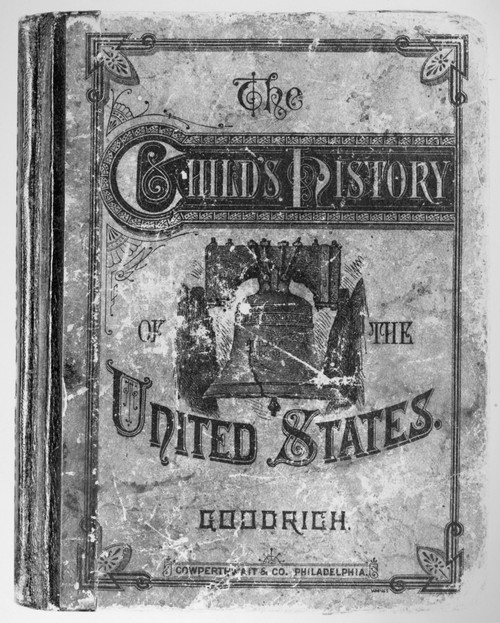 The
CHILD'S HISTORY
OF THE
UNITED STATES.
GOODRICH.
COWPERTHWAIT & CO. PHILADELPHIA.